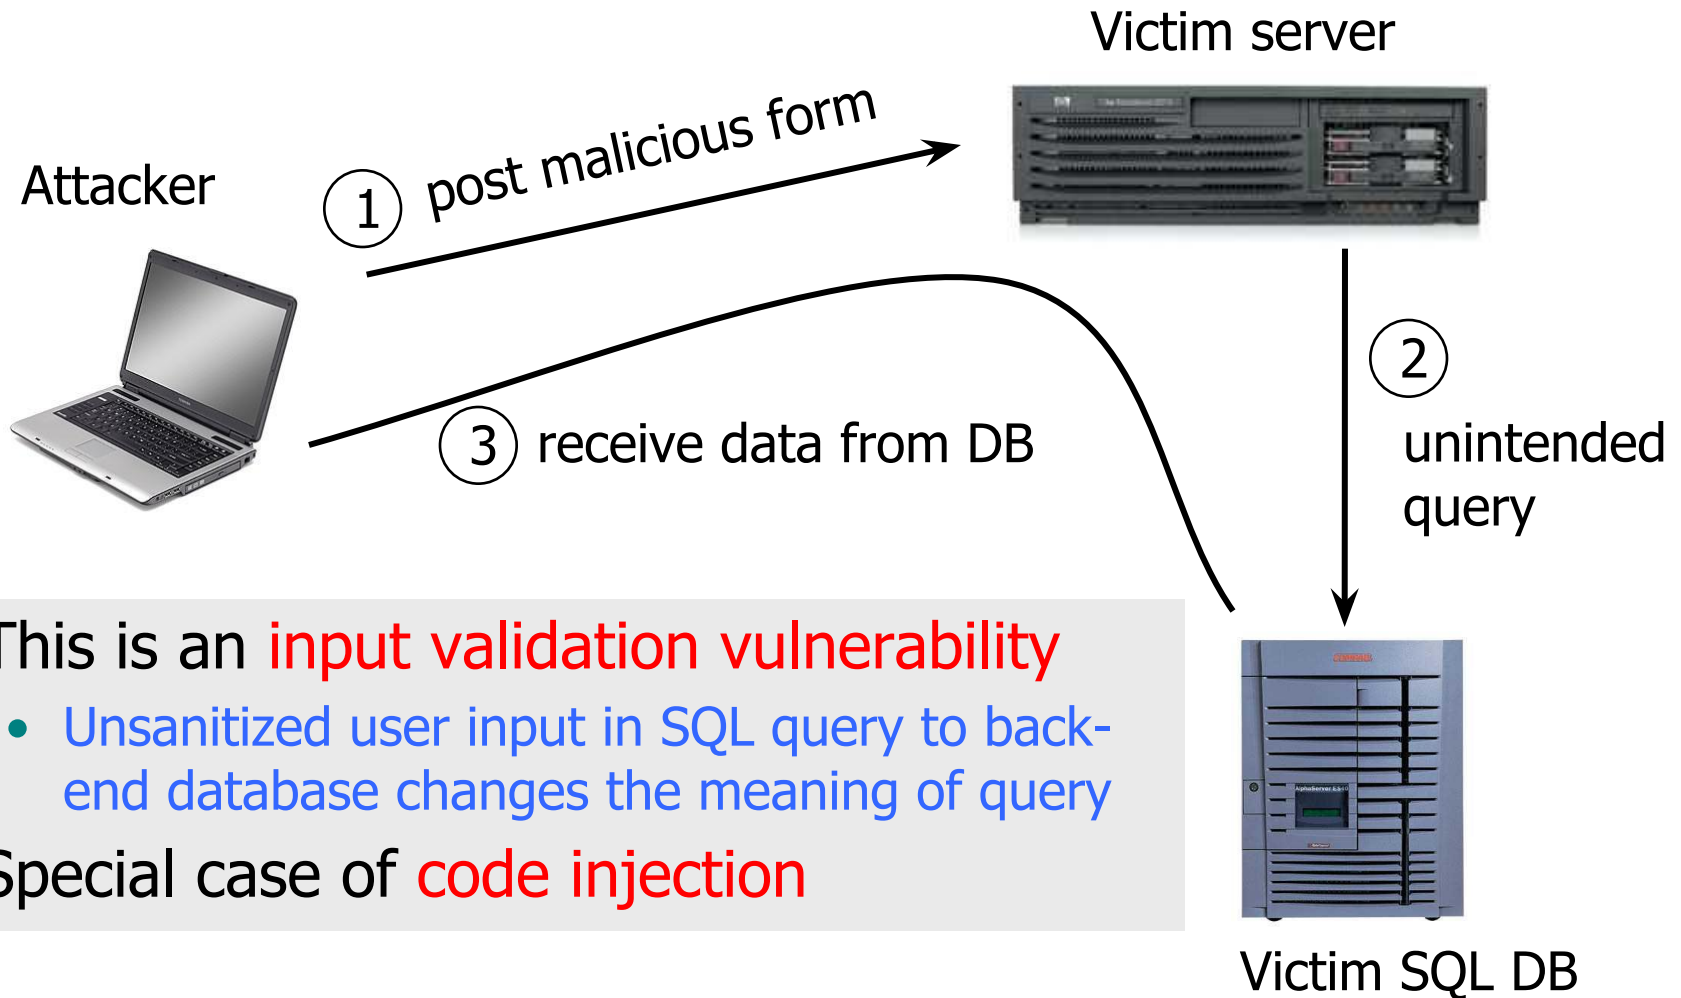 Victim server
Attacker
1 post malicious form
2
unintended
query
3 receive data from DB
This is an input validation vulnerability
• Unsanitized user input in SQL query to back-
end database changes the meaning of query
Special case of code injection
Victim SQL DB